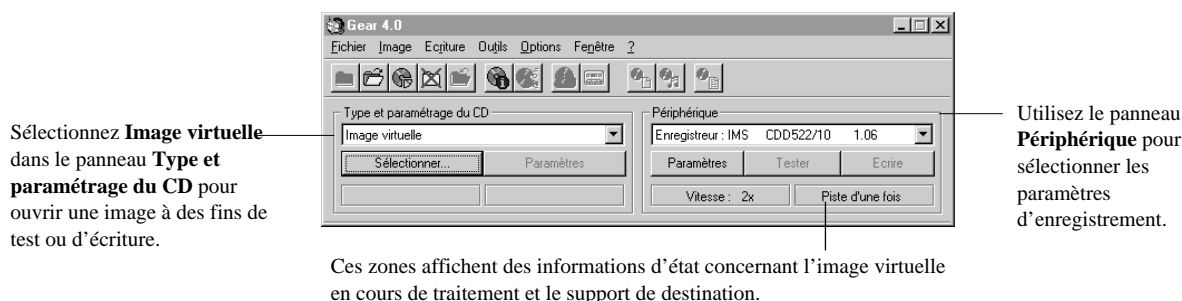 Gear 4.0
Fichier Image Ecriture Outils Options Fenêtre ?
Type et paramétrage du CD
Image virtuelle
Sélectionner... Paramètres
Périphérique
Enregistreur : IMS CDD522/10 1.06
Paramètres Tester Ecrire
Vitesse : 2x Piste d'une fois
Sélectionnez Image virtuelle
dans le panneau Type et
paramétrage du CD pour
ouvrir une image à des fins de
test ou d’écriture.
Utilisez le panneau
Périphérique pour
sélectionner les
paramètres
d’enregistrement.
Ces zones affichent des informations d’état concernant l’image virtuelle
en cours de traitement et le support de destination.